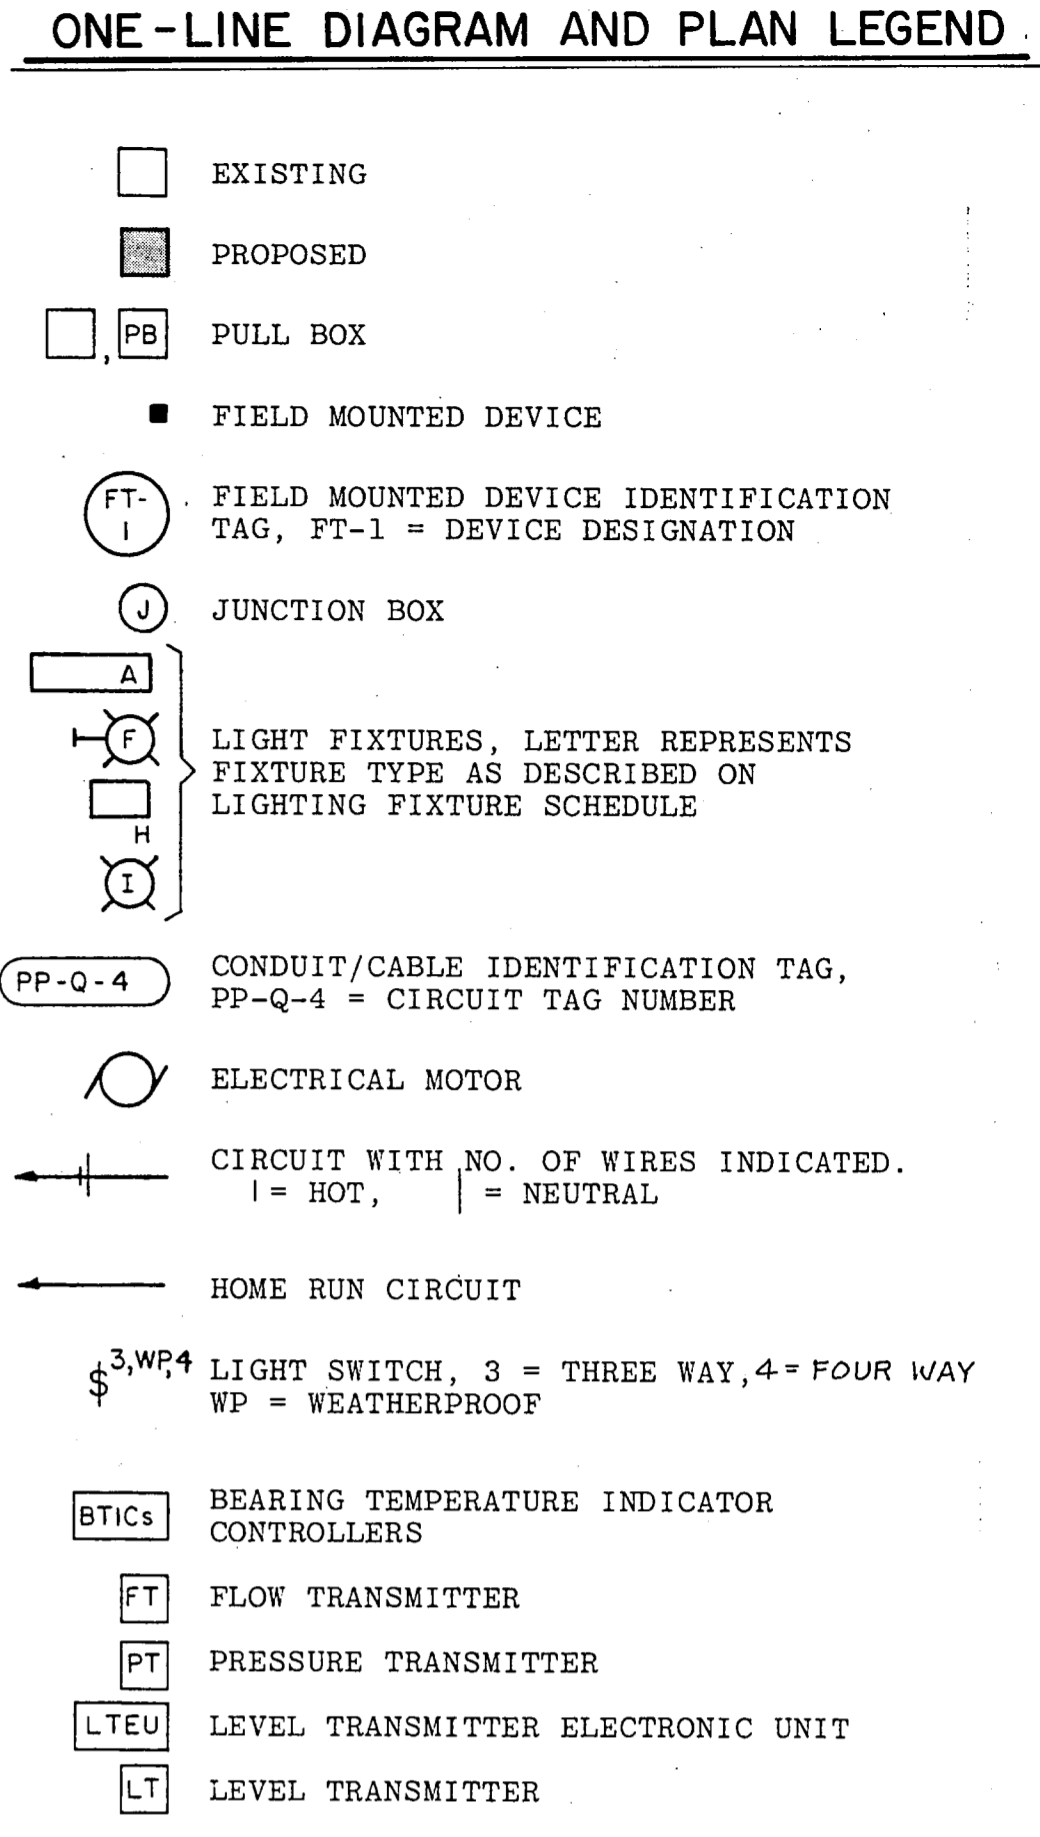 ONE-LINE DIAGRAM AND PLAN LEGEND
EXISTING
PROPOSED
, PB PULL BOX
FIELD MOUNTED DEVICE
FT-1 FIELD MOUNTED DEVICE IDENTIFICATION
TAG, FT-1 = DEVICE DESIGNATION
J JUNCTION BOX
A
F LIGHT FIXTURES, LETTER REPRESENTS
FIXTURE TYPE AS DESCRIBED ON
LIGHTING FIXTURE SCHEDULE
H
I
PP-Q-4 CONDUIT/CABLE IDENTIFICATION TAG,
PP-Q-4 = CIRCUIT TAG NUMBER
ELECTRICAL MOTOR
CIRCUIT WITH NO. OF WIRES INDICATED.
| = HOT, | = NEUTRAL
HOME RUN CIRCUIT
$3,WP,4 LIGHT SWITCH, 3 = THREE WAY, 4 = FOUR WAY
WP = WEATHERPROOF
BTICs BEARING TEMPERATURE INDICATOR
CONTROLLERS
FT FLOW TRANSMITTER
PT PRESSURE TRANSMITTER
LTEU LEVEL TRANSMITTER ELECTRONIC UNIT
LT LEVEL TRANSMITTER